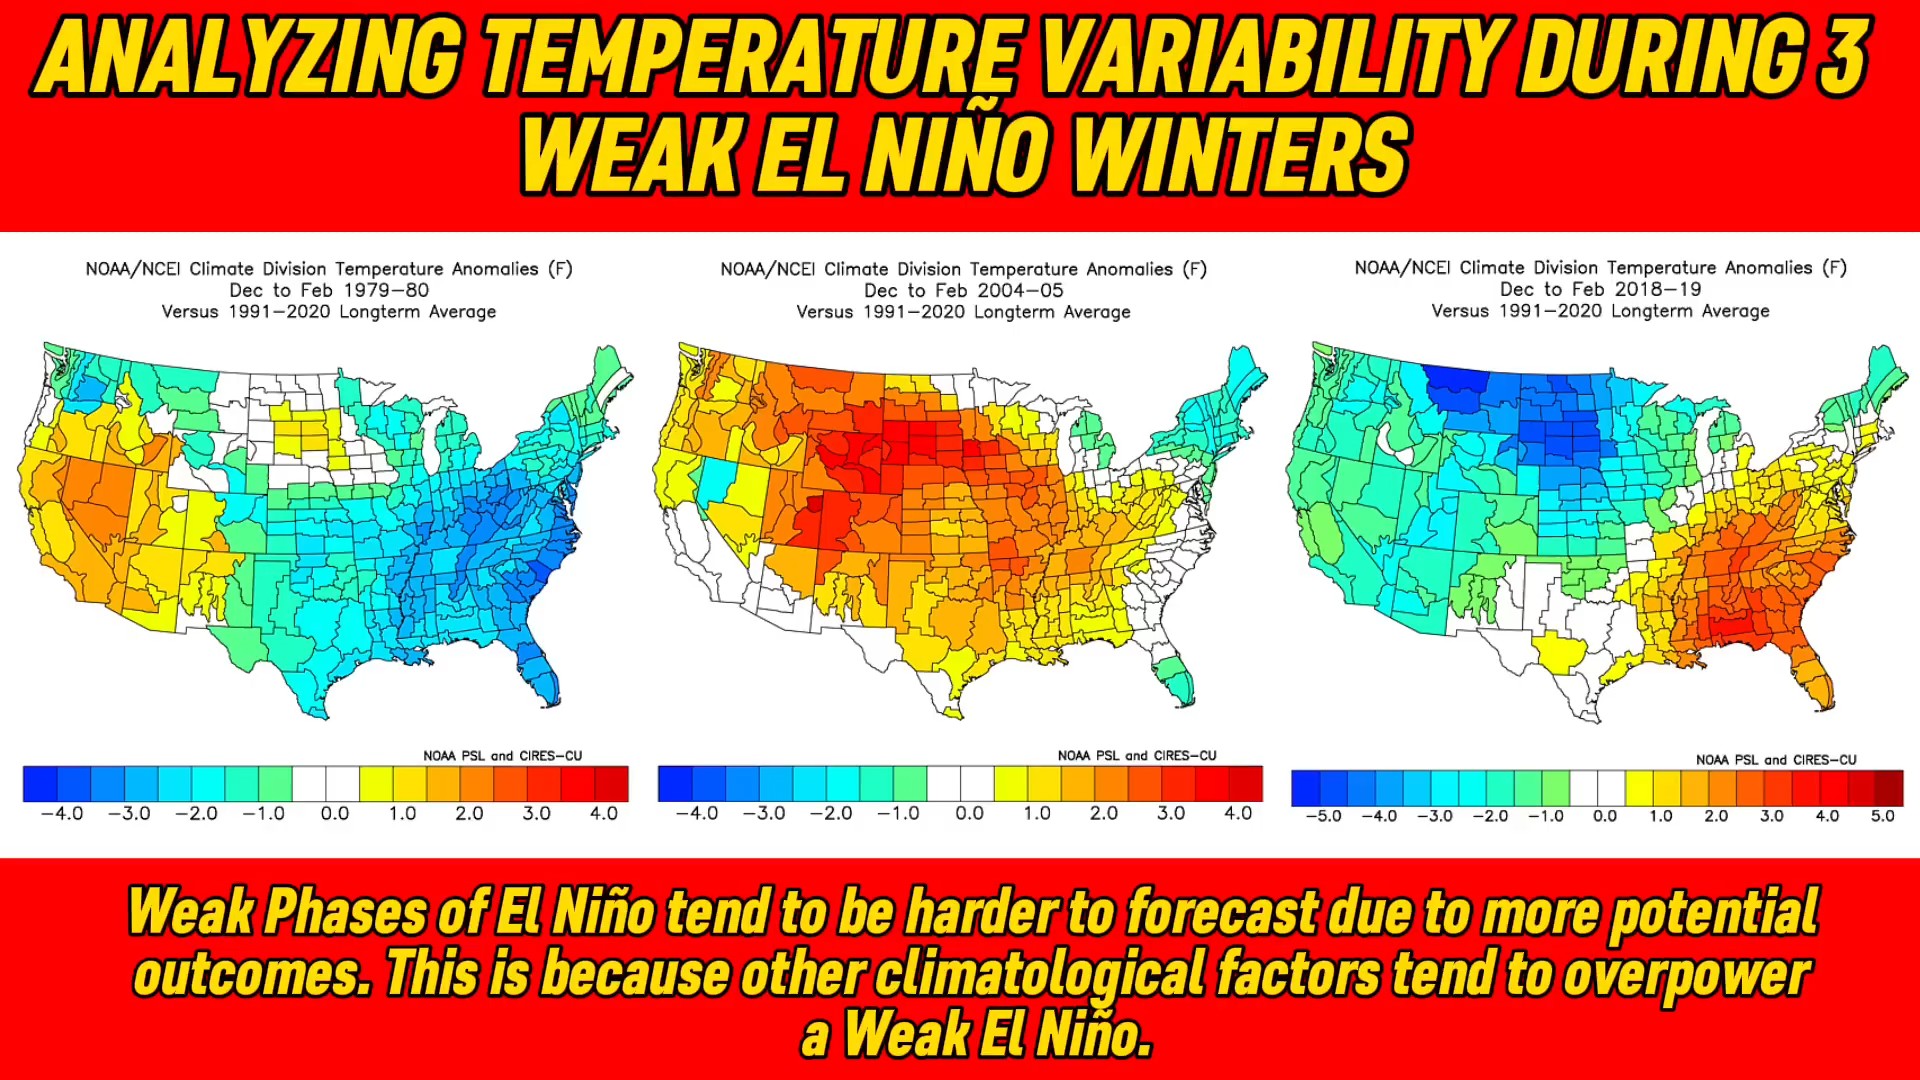 ANALYZING TEMPERATURE VARIABILITY DURING 3
WEAK EL NIÑO WINTERS
NOAA/NCEI Climate Division Temperature Anomalies (F)
Dec to Feb 1979-80
Versus 1991-2020 Longterm Average
NOAA PSL and CIRES-CU
-4.0 -3.0 -2.0 -1.0 0.0 1.0 2.0 3.0 4.0
NOAA/NCEI Climate Division Temperature Anomalies (F)
Dec to Feb 2004-05
Versus 1991-2020 Longterm Average
NOAA PSL and CIRES-CU
-4.0 -3.0 -2.0 -1.0 0.0 1.0 2.0 3.0 4.0
NOAA/NCEI Climate Division Temperature Anomalies (F)
Dec to Feb 2018-19
Versus 1991-2020 Longterm Average
NOAA PSL and CIRES-CU
-5.0 -4.0 -3.0 -2.0 -1.0 0.0 1.0 2.0 3.0 4.0 5.0
Weak Phases of El Niño tend to be harder to forecast due to more potential
outcomes. This is because other climatological factors tend to overpower
a Weak El Niño.